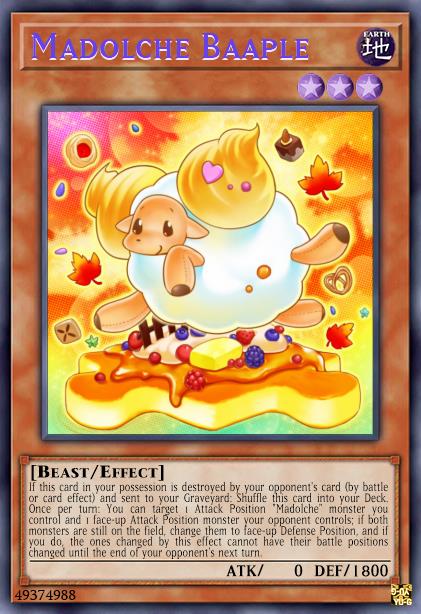 MADOLCHE BAAPLE
EARTH
地
[BEAST/EFFECT]
If this card in your possession is destroyed by your opponent's card (by battle
or card effect) and sent to your Graveyard: Shuffle this card into your Deck.
Once per turn: You can target 1 Attack Position "Madolche" monster you
control and 1 face-up Attack Position monster your opponent controls; if both
monsters are still on the field, change them to face-up Defense Position, and if
you do, the ones changed by this effect cannot have their battle positions
changed until the end of your opponent's next turn.
ATK/ 0 DEF/1800
49374988